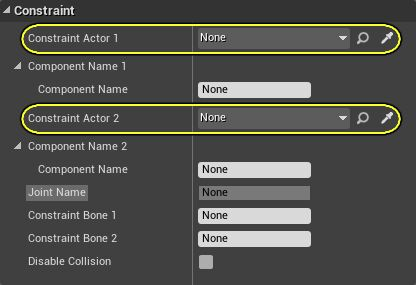 Constraint
Constraint Actor 1 None
Component Name 1
Component Name None
Constraint Actor 2 None
Component Name 2
Component Name None
Joint Name None
Constraint Bone 1 None
Constraint Bone 2 None
Disable Collision